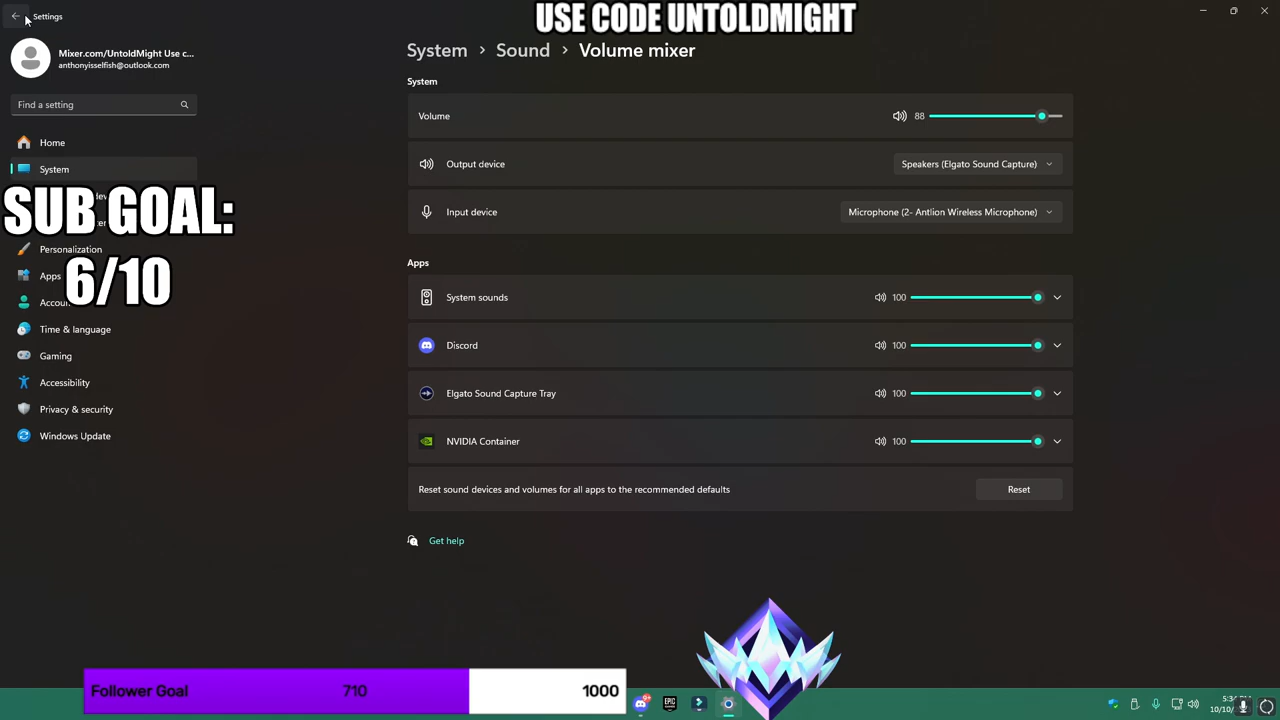 Settings
USE CODE UNTOLDMIGHT
Mixer.com/UntoldMight Use c...
anthonyisselfish@outlook.com
System > Sound > Volume mixer
Find a setting
Home
System
SUB GOAL:
6/10
Personalization
Apps
Accou
Time & language
Gaming
Accessibility
Privacy & security
Windows Update
System
Volume 88
Output device Speakers (Elgato Sound Capture)
Input device Microphone (2- Antlion Wireless Microphone)
Apps
System sounds 100
Discord 100
Elgato Sound Capture Tray 100
NVIDIA Container 100
Reset sound devices and volumes for all apps to the recommended defaults Reset
Get help
Follower Goal 710 1000
EPIC